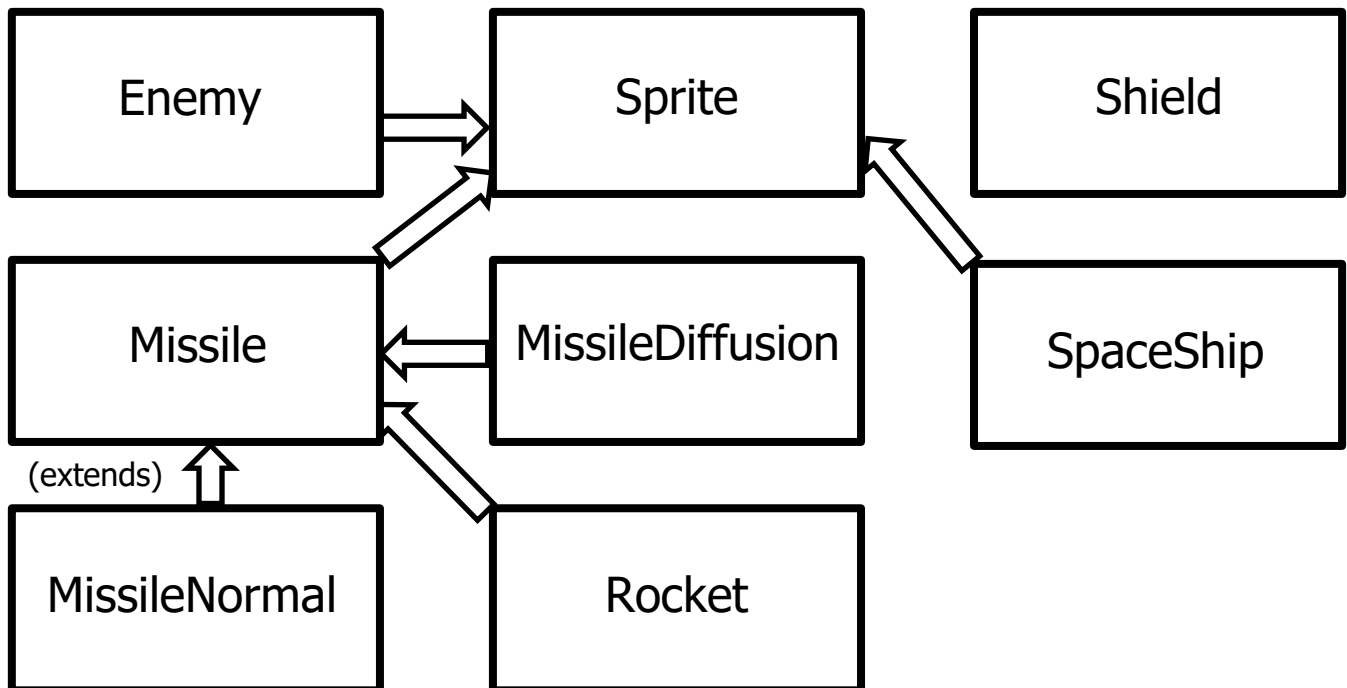 Enemy
Sprite
Shield
Missile
MissileDiffusion
SpaceShip
(extends)
MissileNormal
Rocket